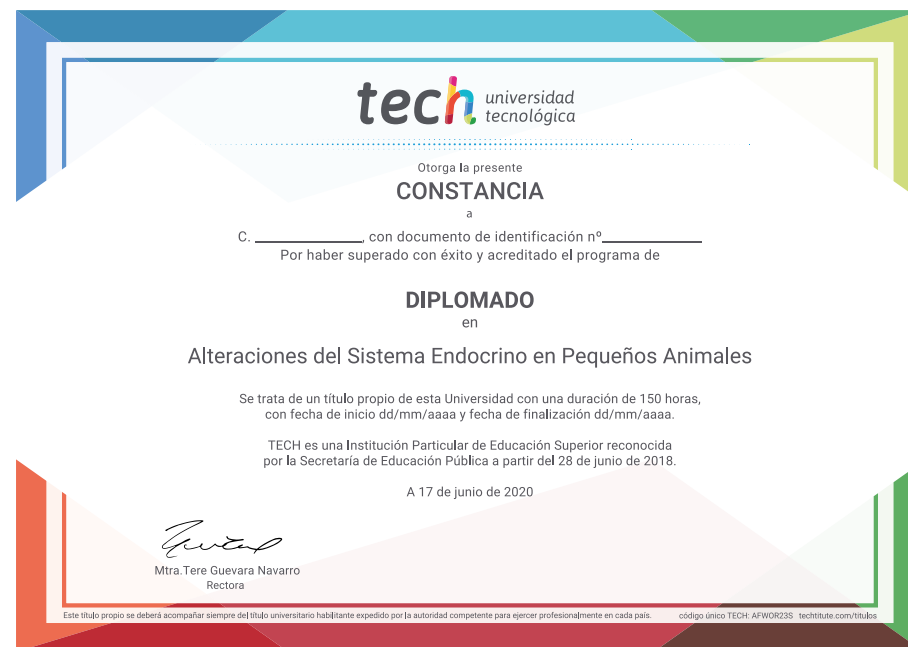 tech universidad
tecnológica
Otorga la presente
CONSTANCIA
a
C. ____________, con documento de identificación nº____________
Por haber superado con éxito y acreditado el programa de
DIPLOMADO
en
Alteraciones del Sistema Endocrino en Pequeños Animales
Se trata de un título propio de esta Universidad con una duración de 150 horas,
con fecha de inicio dd/mm/aaaa y fecha de finalización dd/mm/aaaa.
TECH es una Institución Particular de Educación Superior reconocida
por la Secretaría de Educación Pública a partir del 28 de junio de 2018.
A 17 de junio de 2020
Mtra.Tere Guevara Navarro
Rectora
Este título propio se deberá acompañar siempre del título universitario habilitante expedido por la autoridad competente para ejercer profesionalmente en cada país. código único TECH: AFWOR23S techtitute.com/titulos